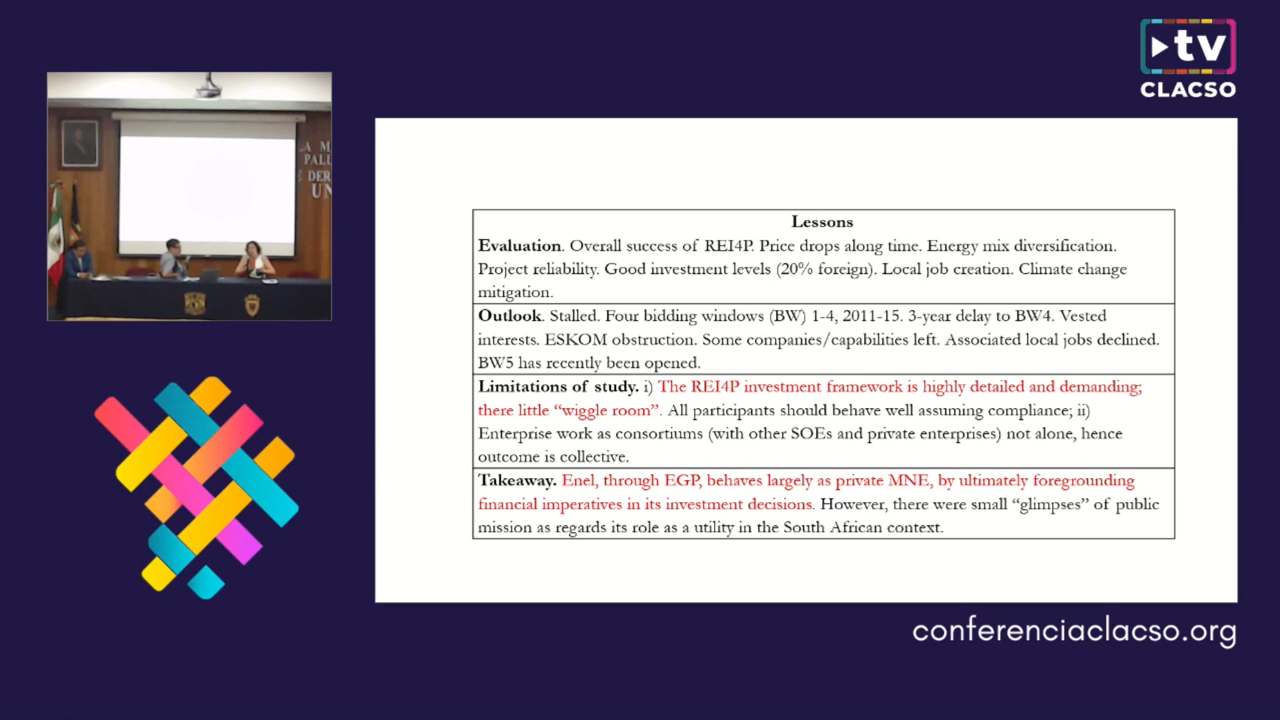 tv
CLACSO
A M
PALL
DER
UN
Lessons
Evaluation. Overall success of REI4P. Price drops along time. Energy mix diversification.
Project reliability. Good investment levels (20% foreign). Local job creation. Climate change
mitigation.
Outlook. Stalled. Four bidding windows (BW) 1-4, 2011-15. 3-year delay to BW4. Vested
interests. ESKOM obstruction. Some companies/capabilities left. Associated local jobs declined.
BW5 has recently been opened.
Limitations of study. i) The REI4P investment framework is highly detailed and demanding;
there little “wiggle room”. All participants should behave well assuming compliance; ii)
Enterprise work as consortiums (with other SOEs and private enterprises) not alone, hence
outcome is collective.
Takeaway. Enel, through EGP, behaves largely as private MNE, by ultimately foregrounding
financial imperatives in its investment decisions. However, there were small “glimpses” of public
mission as regards its role as a utility in the South African context.
conferenciaclacso.org